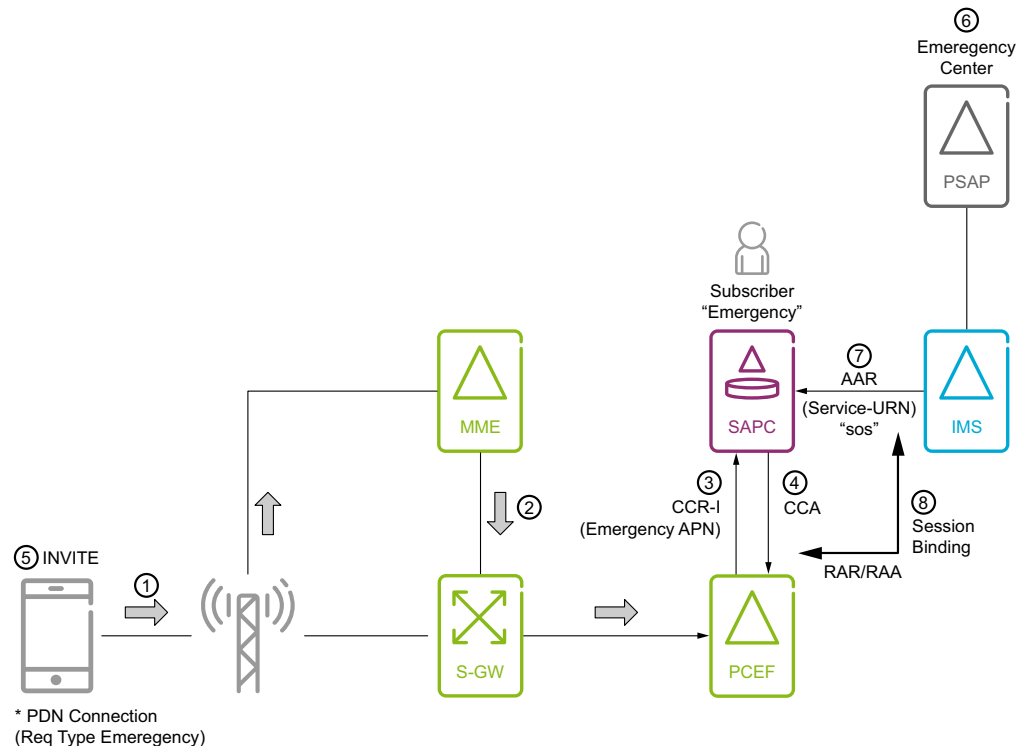 ⑥
Emeregency
Center
PSAP
Subscriber
“Emergency”
MME
SAPC
⑦
AAR
(Service-URN)
“sos”
IMS
②
③
CCR-I
(Emergency APN)
④
CCA
⑧
Session
Binding
RAR/RAA
⑤ INVITE
①
S-GW
PCEF
* PDN Connection
(Req Type Emeregency)